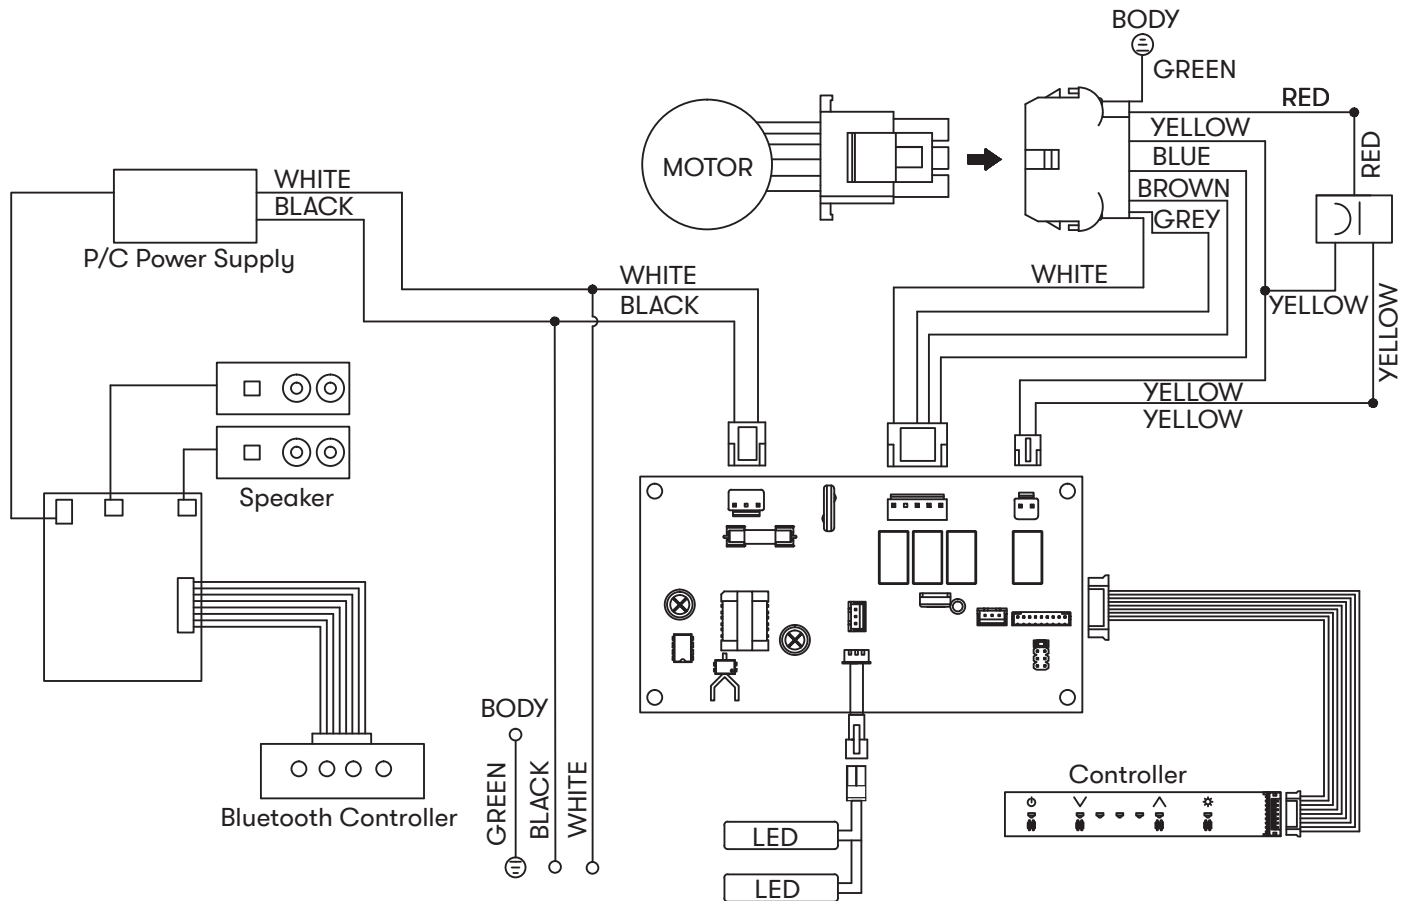 BODY
GREEN
RED
RED
YELLOW
BLUE
BROWN
GREY
MOTOR
WHITE
BLACK
P/C Power Supply
WHITE
BLACK
WHITE
YELLOW
YELLOW
YELLOW
YELLOW
Speaker
BODY
GREEN
BLACK
WHITE
Bluetooth Controller
Controller
LED
LED